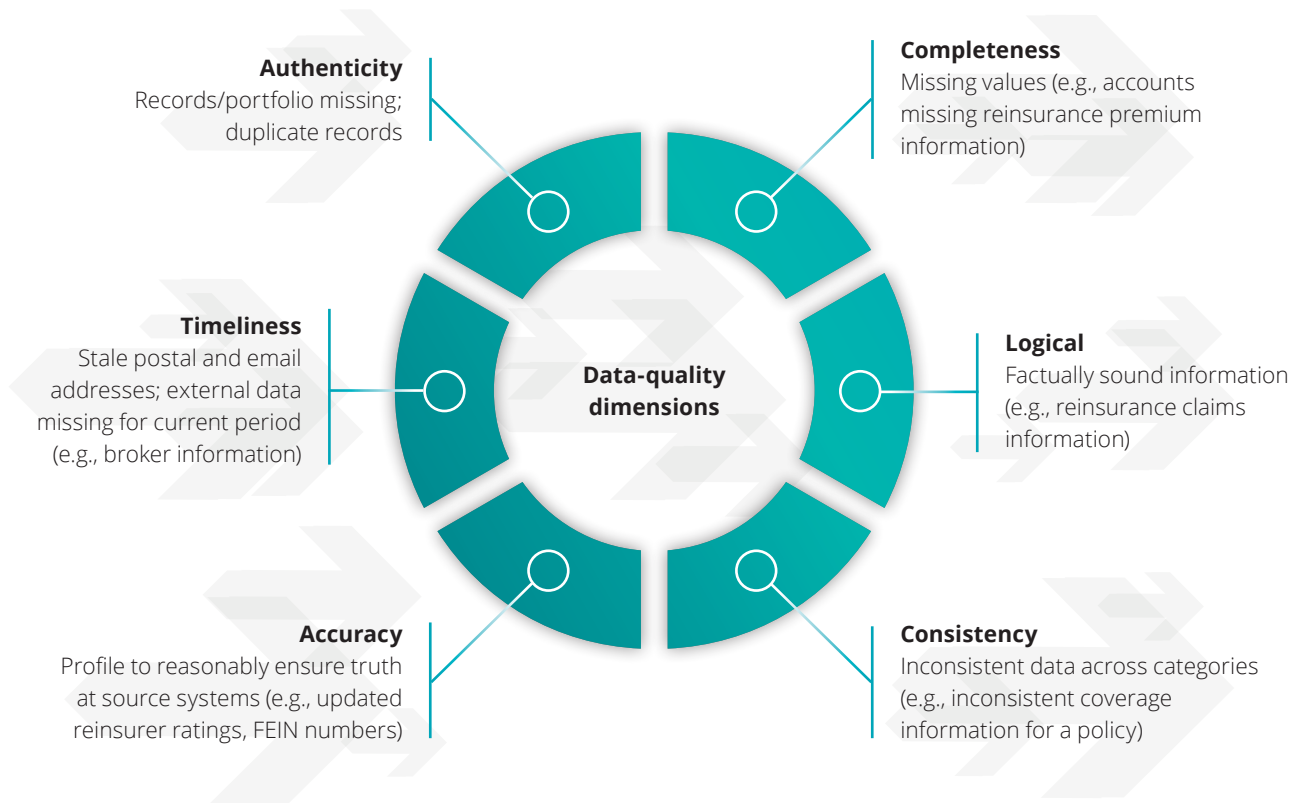 Authenticity
Records/portfolio missing;
duplicate records
Completeness
Missing values (e.g., accounts
missing reinsurance premium
information)
Timeliness
Stale postal and email
addresses; external data
missing for current period
(e.g., broker information)
Data-quality
dimensions
Logical
Factually sound information
(e.g., reinsurance claims
information)
Accuracy
Profile to reasonably ensure truth
at source systems (e.g., updated
reinsurer ratings, FEIN numbers)
Consistency
Inconsistent data across categories
(e.g., inconsistent coverage
information for a policy)